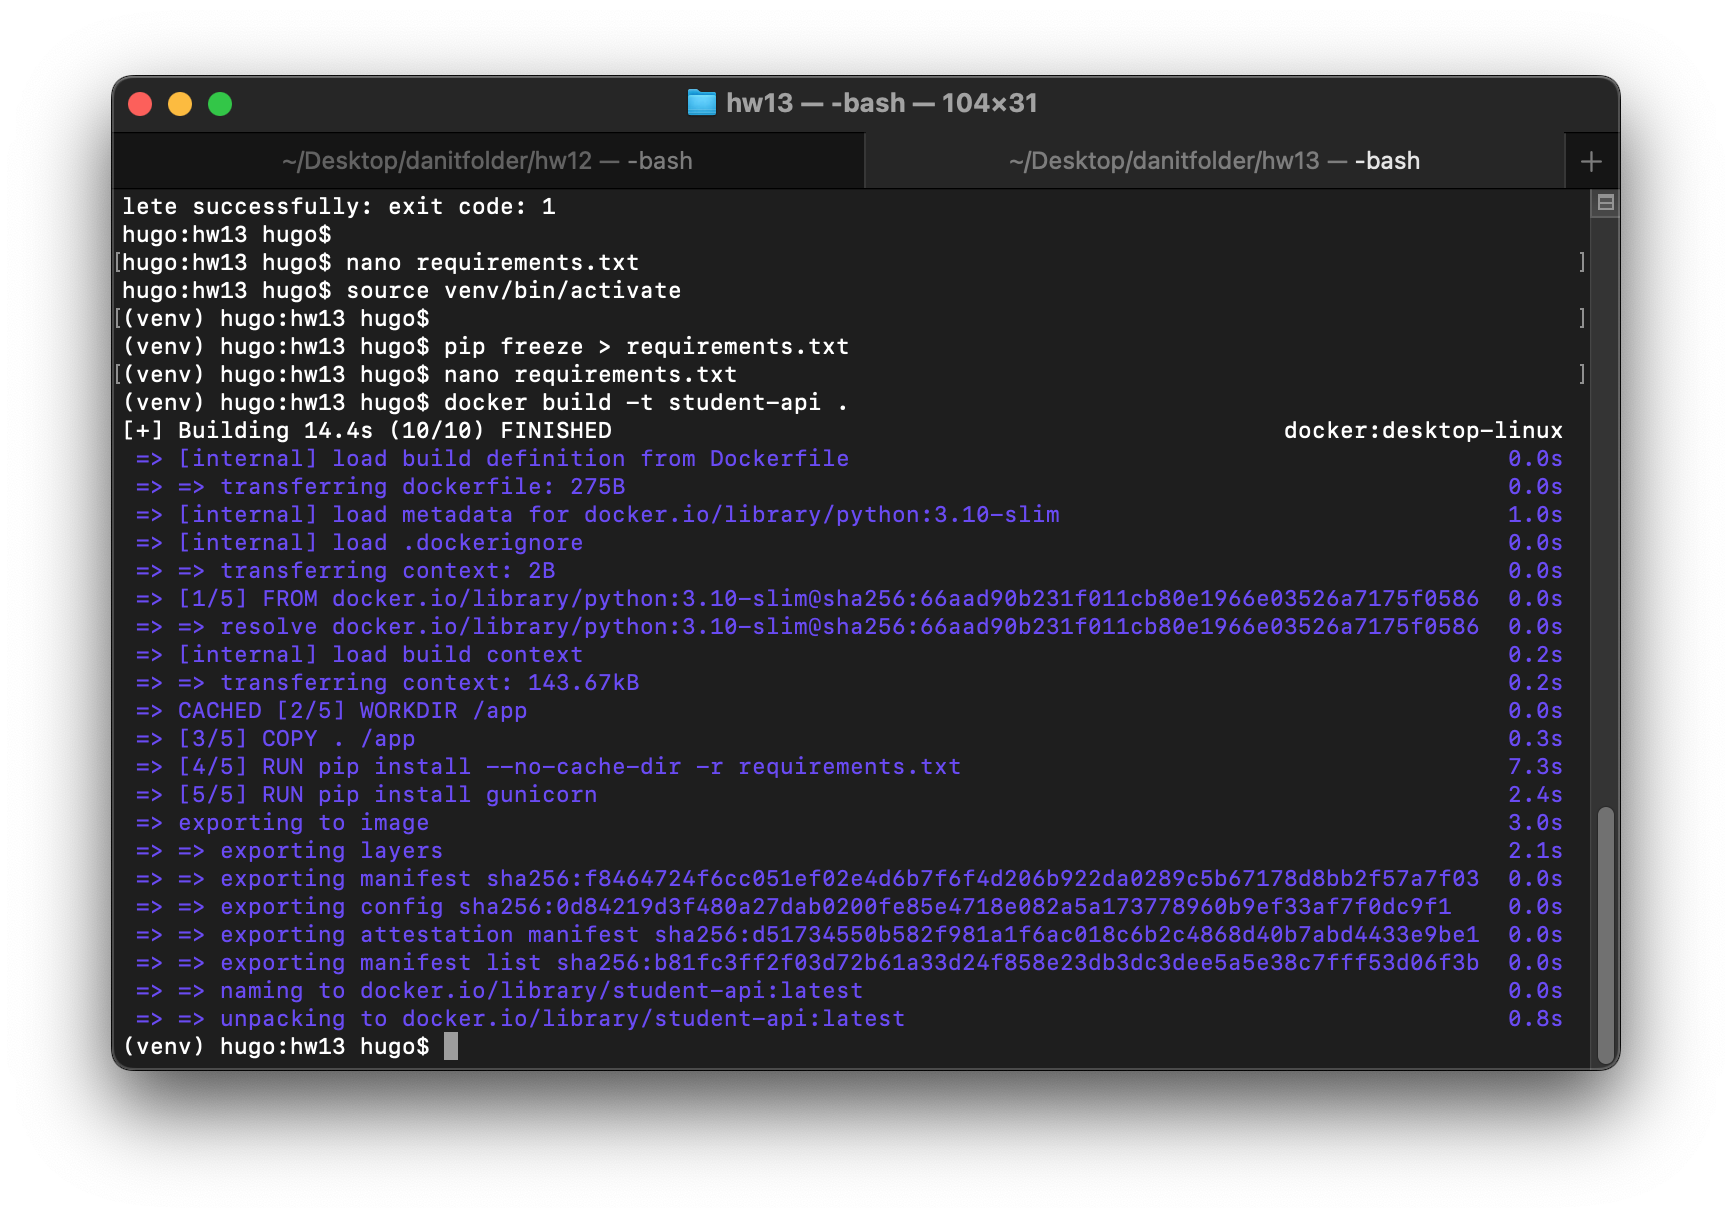 hw13 — -bash — 104×31
~/Desktop/danitfolder/hw12 — -bash
~/Desktop/danitfolder/hw13 — -bash
+
lete successfully: exit code: 1
hugo:hw13 hugo$
[hugo:hw13 hugo$ nano requirements.txt ]
hugo:hw13 hugo$ source venv/bin/activate
[(venv) hugo:hw13 hugo$ ]
(venv) hugo:hw13 hugo$ pip freeze > requirements.txt
[(venv) hugo:hw13 hugo$ nano requirements.txt ]
(venv) hugo:hw13 hugo$ docker build -t student-api .
[+] Building 14.4s (10/10) FINISHED docker:desktop-linux
=> [internal] load build definition from Dockerfile 0.0s
=> => transferring dockerfile: 275B 0.0s
=> [internal] load metadata for docker.io/library/python:3.10-slim 1.0s
=> [internal] load .dockerignore 0.0s
=> => transferring context: 2B 0.0s
=> [1/5] FROM docker.io/library/python:3.10-slim@sha256:66aad90b231f011cb80e1966e03526a7175f0586 0.0s
=> => resolve docker.io/library/python:3.10-slim@sha256:66aad90b231f011cb80e1966e03526a7175f0586 0.0s
=> [internal] load build context 0.2s
=> => transferring context: 143.67kB 0.2s
=> CACHED [2/5] WORKDIR /app 0.0s
=> [3/5] COPY . /app 0.3s
=> [4/5] RUN pip install --no-cache-dir -r requirements.txt 7.3s
=> [5/5] RUN pip install gunicorn 2.4s
=> exporting to image 3.0s
=> => exporting layers 2.1s
=> => exporting manifest sha256:f8464724f6cc051ef02e4d6b7f6f4d206b922da0289c5b67178d8bb2f57a7f03 0.0s
=> => exporting config sha256:0d84219d3f480a27dab0200fe85e4718e082a5a173778960b9ef33af7f0dc9f1 0.0s
=> => exporting attestation manifest sha256:d51734550b582f981a1f6ac018c6b2c4868d40b7abd4433e9be1 0.0s
=> => exporting manifest list sha256:b81fc3ff2f03d72b61a33d24f858e23db3dc3dee5a5e38c7fff53d06f3b 0.0s
=> => naming to docker.io/library/student-api:latest 0.0s
=> => unpacking to docker.io/library/student-api:latest 0.8s
(venv) hugo:hw13 hugo$